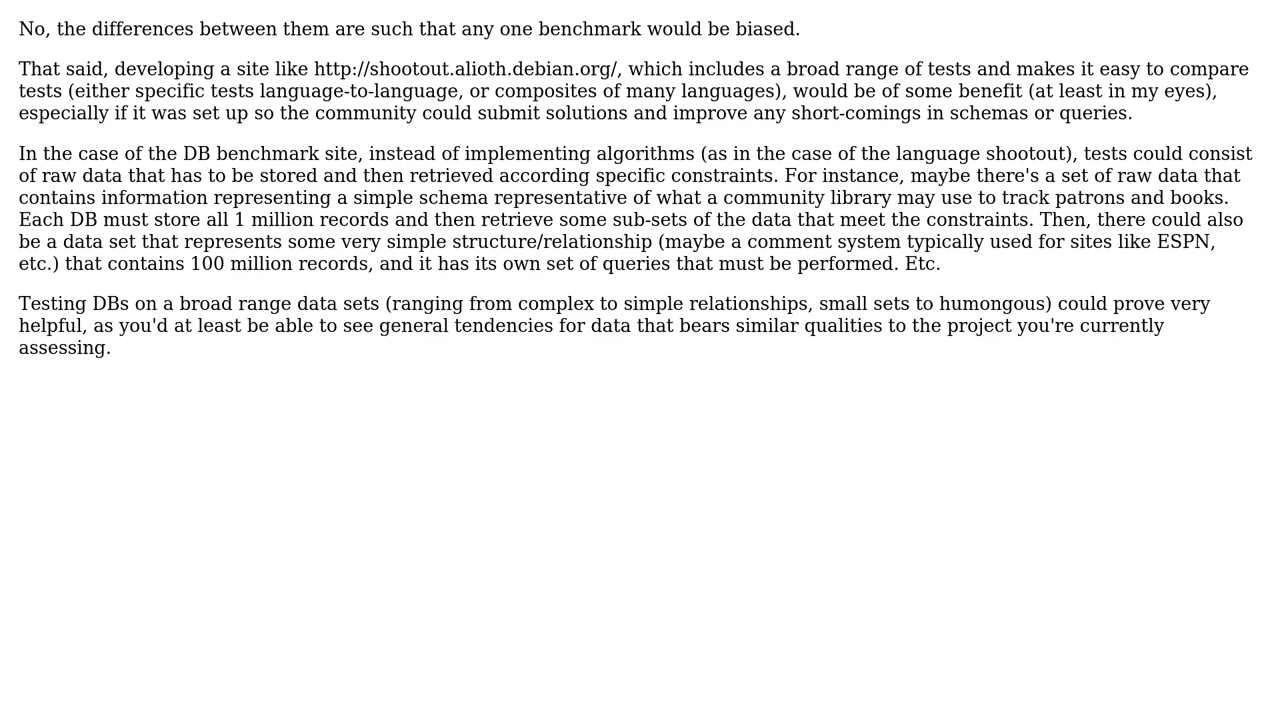 No, the differences between them are such that any one benchmark would be biased.
That said, developing a site like http://shootout.alioth.debian.org/, which includes a broad range of tests and makes it easy to compare
tests (either specific tests language-to-language, or composites of many languages), would be of some benefit (at least in my eyes),
especially if it was set up so the community could submit solutions and improve any short-comings in schemas or queries.
In the case of the DB benchmark site, instead of implementing algorithms (as in the case of the language shootout), tests could consist
of raw data that has to be stored and then retrieved according specific constraints. For instance, maybe there's a set of raw data that
contains information representing a simple schema representative of what a community library may use to track patrons and books.
Each DB must store all 1 million records and then retrieve some sub-sets of the data that meet the constraints. Then, there could also
be a data set that represents some very simple structure/relationship (maybe a comment system typically used for sites like ESPN,
etc.) that contains 100 million records, and it has its own set of queries that must be performed. Etc.
Testing DBs on a broad range data sets (ranging from complex to simple relationships, small sets to humongous) could prove very
helpful, as you'd at least be able to see general tendencies for data that bears similar qualities to the project you're currently
assessing.